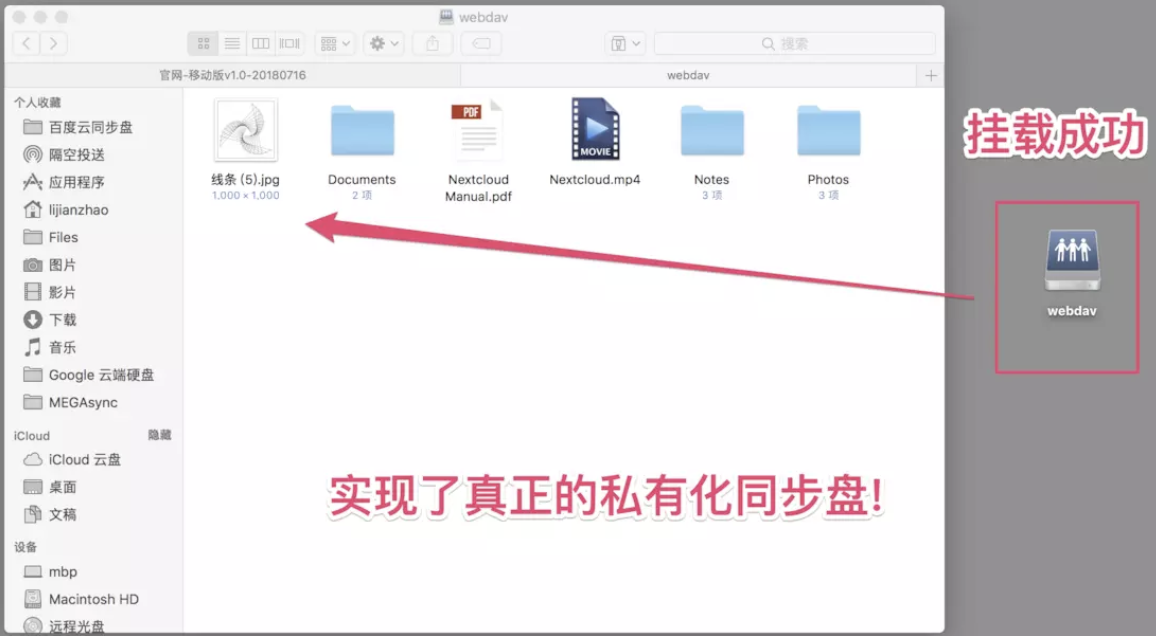 webdav
搜索
官网-移动版v1.0-20180716
webdav
个人收藏
百度云同步盘
隔空投送
应用程序
lijianzhao
Files
图片
影片
下载
音乐
Google 云端硬盘
MEGAsync
iCloud
隐藏
iCloud 云盘
桌面
文稿
设备
mbp
Macintosh HD
远程光盘
线条 (5).jpg
1,000 × 1,000
Documents
2 项
PDF
Nextcloud
Manual.pdf
MOVIE
Nextcloud.mp4
Notes
3 项
Photos
3 项
挂载成功
webdav
实现了真正的私有化同步盘!